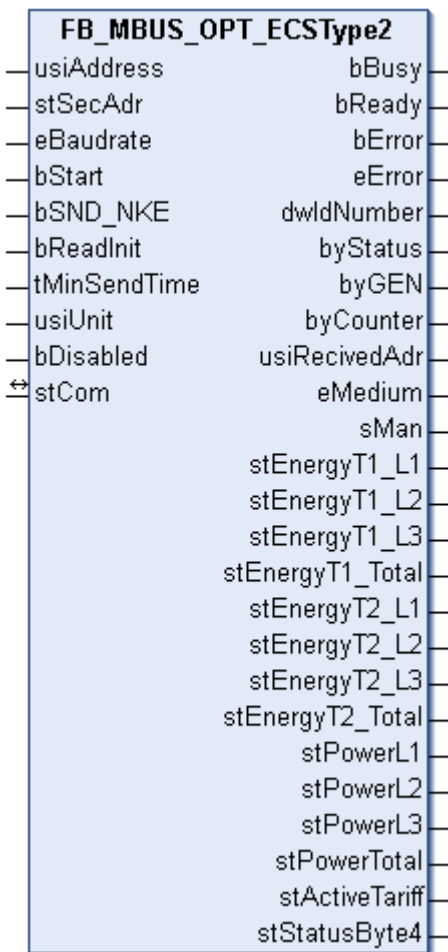 FB_MBUS_OPT_ECSType2
usiAddress bBusy
stSecAdr bReady
eBaudrate bError
bStart eError
bSND_NKE dwIdNumber
bReadInit byStatus
tMinSendTime byGEN
usiUnit byCounter
bDisabled usiRecivedAdr
stCom eMedium
sMan
stEnergyT1_L1
stEnergyT1_L2
stEnergyT1_L3
stEnergyT1_Total
stEnergyT2_L1
stEnergyT2_L2
stEnergyT2_L3
stEnergyT2_Total
stPowerL1
stPowerL2
stPowerL3
stPowerTotal
stActiveTariff
stStatusByte4